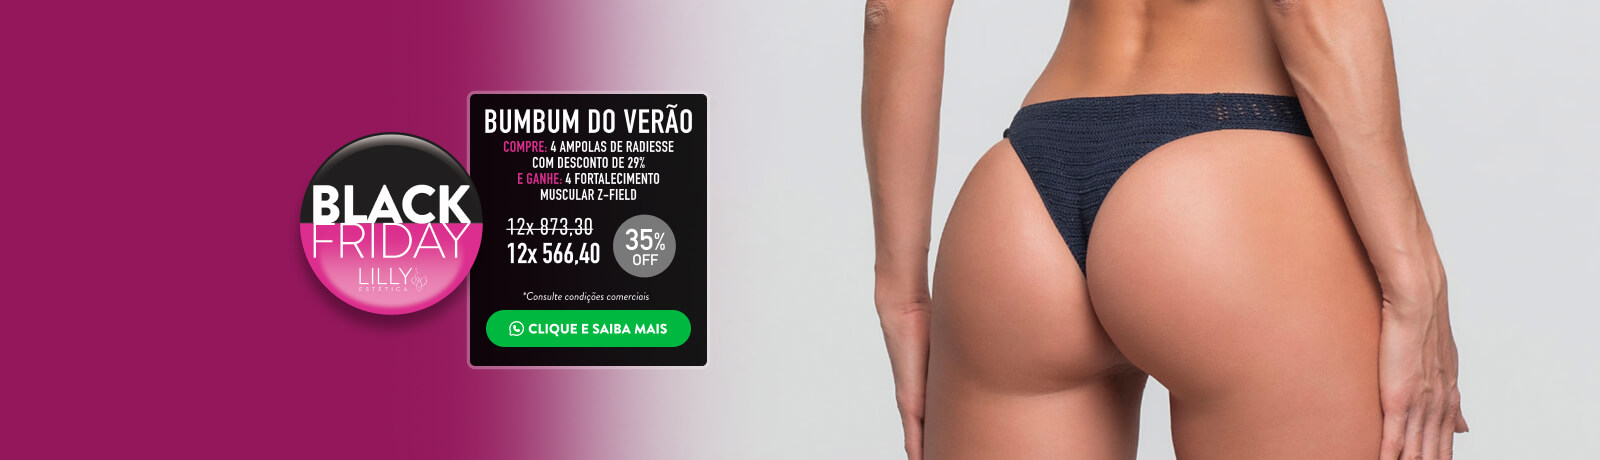 BLACK
FRIDAY
LILLY
ESTÉTICA
BUMBUM DO VERÃO
COMPRE: 4 AMPOLAS DE RADIESSE
COM DESCONTO DE 29%
E GANHE: 4 FORTALECIMENTO
MUSCULAR Z-FIELD
12x 873,30
12x 566,40
35%
OFF
*Consulte condições comerciais
CLIQUE E SAIBA MAIS